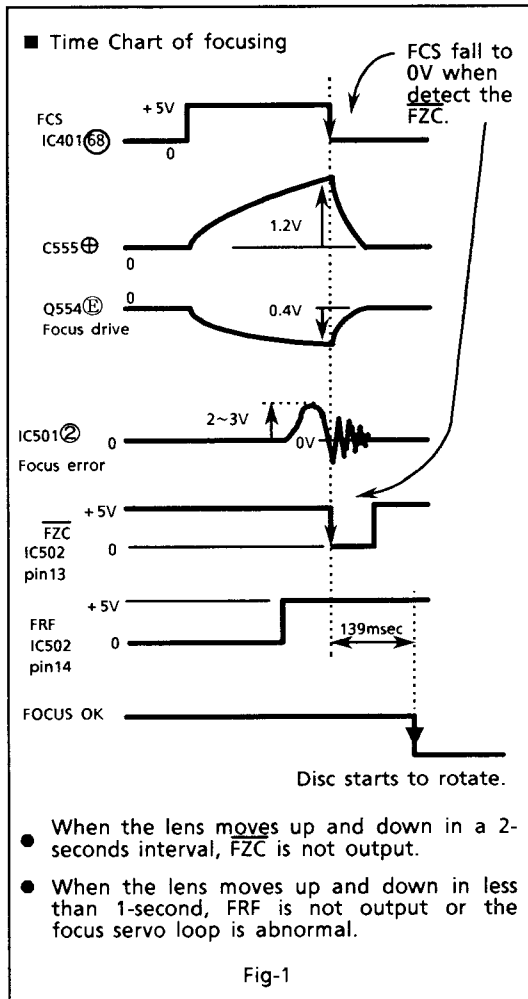 ■ Time Chart of focusing
FCS fall to
0V when
detect the
FZC.
+5V
FCS
IC401 68
0
1.2V
C555⊕
0
0
Q554Ⓔ
0.4V
Focus drive
2~3V
IC501②
0
0V
Focus error
+5V
FZC
IC502
0
pin13
+5V
FRF
IC502
0
139msec
pin14
FOCUS OK
Disc starts to rotate.
● When the lens moves up and down in a 2-
seconds interval, FZC is not output.
● When the lens moves up and down in less
than 1-second, FRF is not output or the
focus servo loop is abnormal.
Fig-1